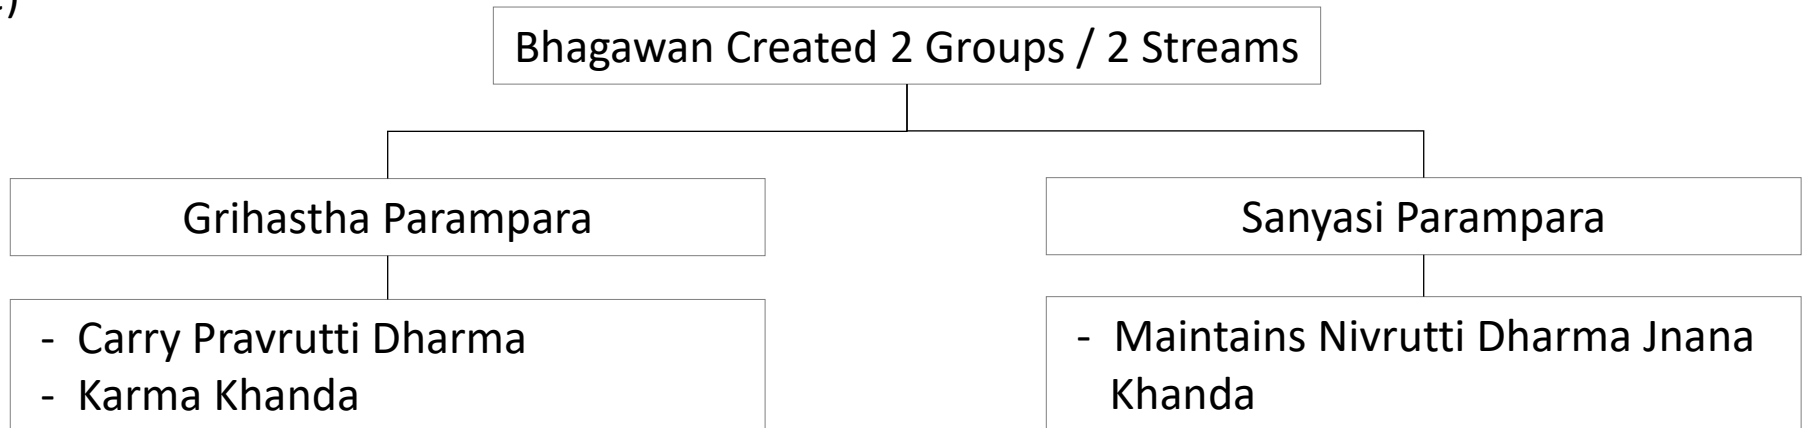 Bhagawan Created 2 Groups / 2 Streams
Grihastha Parampara
Sanyasi Parampara
- Carry Pravrutti Dharma
- Karma Khanda
- Maintains Nivrutti Dharma Jnana
Khanda